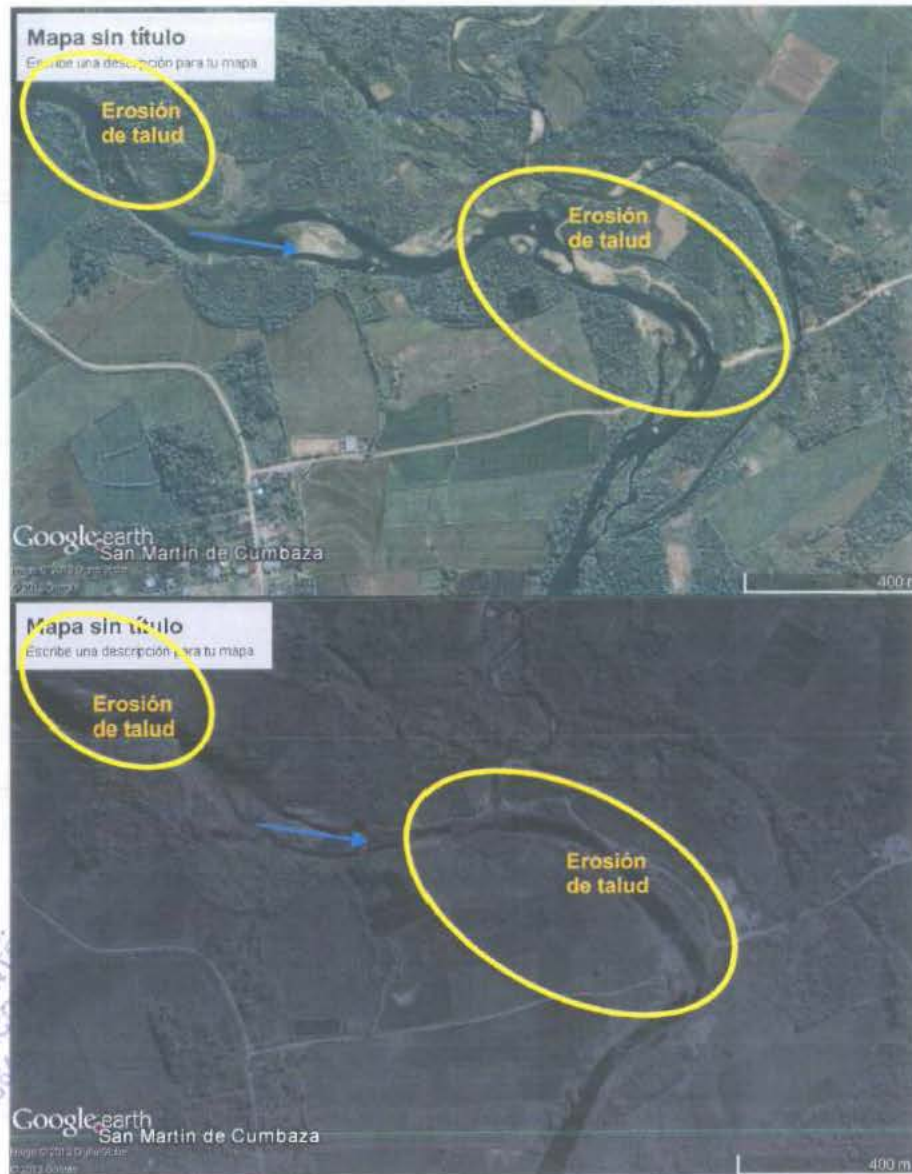 Mapa sin título
Escribe una descripción para tu mapa
Erosión
de talud
Erosión
de talud
Google earth
San Martín de Cumbaza
400 m
Mapa sin título
Escribe una descripción para tu mapa
Erosión
de talud
Erosión
de talud
Google earth
San Martín de Cumbaza
400 m